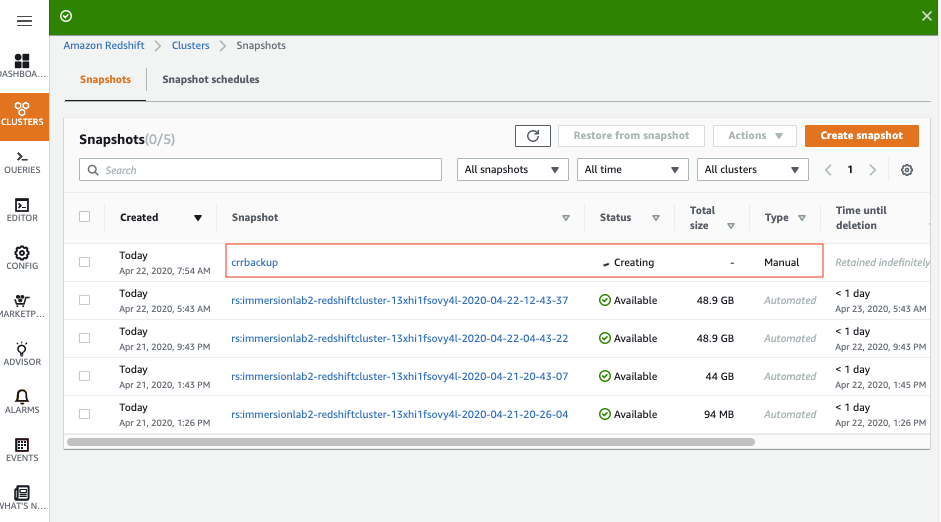 Amazon Redshift
Clusters
Snapshots
Snapshots
Snapshot schedules
DASHBOA...
CLUSTERS
QUERIES
EDITOR
CONFIG
MARKETP...
ADVISOR
ALARMS
EVENTS
WHAT'S N...
Snapshots(0/5)
Restore from snapshot
Actions
Create snapshot
Search
All snapshots
All time
All clusters
1
Created
Snapshot
Status
Total
size
Type
Time until
deletion
Today
Apr 22, 2020, 7:54 AM
crrbackup
Creating
-
Manual
Retained indefinitely
Today
Apr 22, 2020, 5:43 AM
rs:immersionlab2-redshiftcluster-13xhi1fsovy4l-2020-04-22-12-43-37
Available
48.9 GB
Automated
< 1 day
Apr 23, 2020, 5:43 AM
Today
Apr 21, 2020, 9:43 PM
rs:immersionlab2-redshiftcluster-13xhi1fsovy4l-2020-04-22-04-43-22
Available
48.9 GB
Automated
< 1 day
Apr 22, 2020, 9:43 PM
Today
Apr 21, 2020, 1:43 PM
rs:immersionlab2-redshiftcluster-13xhi1fsovy4l-2020-04-21-20-43-07
Available
44 GB
Automated
< 1 day
Apr 22, 2020, 1:45 PM
Today
Apr 21, 2020, 1:26 PM
rs:immersionlab2-redshiftcluster-13xhi1fsovy4l-2020-04-21-20-26-04
Available
94 MB
Automated
< 1 day
Apr 22, 2020, 1:26 PM